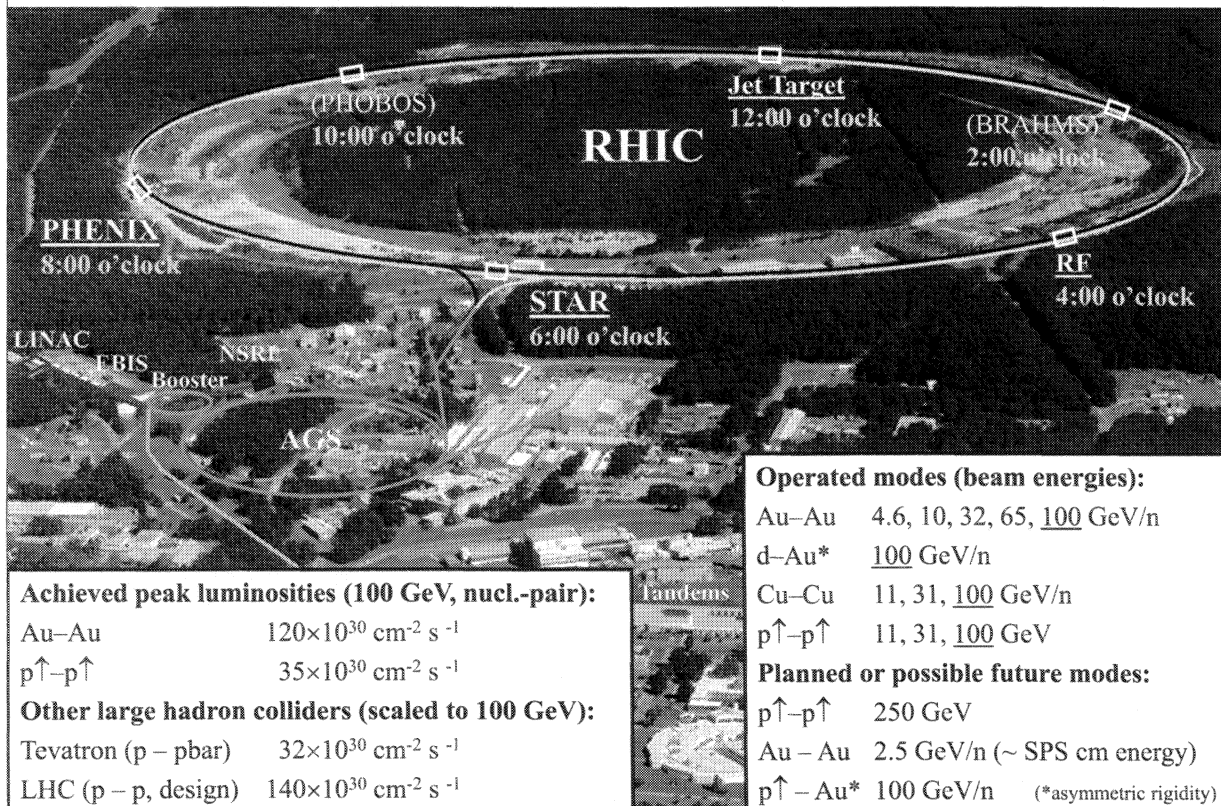 (PHOBOS)
10:00 o'clock
Jet Target
12:00 o'clock
RHIC
(BRAHMS)
2:00 o'clock
PHENIX
8:00 o'clock
RF
4:00 o'clock
STAR
6:00 o'clock
LINAC
EBIS
Booster
NSRL
AGS
Tandems
Achieved peak luminosities (100 GeV, nucl.-pair):
Au–Au 120×10³⁰ cm⁻² s ⁻¹
p↑–p↑ 35×10³⁰ cm⁻² s ⁻¹
Other large hadron colliders (scaled to 100 GeV):
Tevatron (p – pbar) 32×10³⁰ cm⁻² s ⁻¹
LHC (p – p, design) 140×10³⁰ cm⁻² s ⁻¹
Operated modes (beam energies):
Au–Au 4.6, 10, 32, 65, 100 GeV/n
d–Au* 100 GeV/n
Cu–Cu 11, 31, 100 GeV/n
p↑–p↑ 11, 31, 100 GeV
Planned or possible future modes:
p↑–p↑ 250 GeV
Au – Au 2.5 GeV/n (~ SPS cm energy)
p↑ – Au* 100 GeV/n (*asymmetric rigidity)